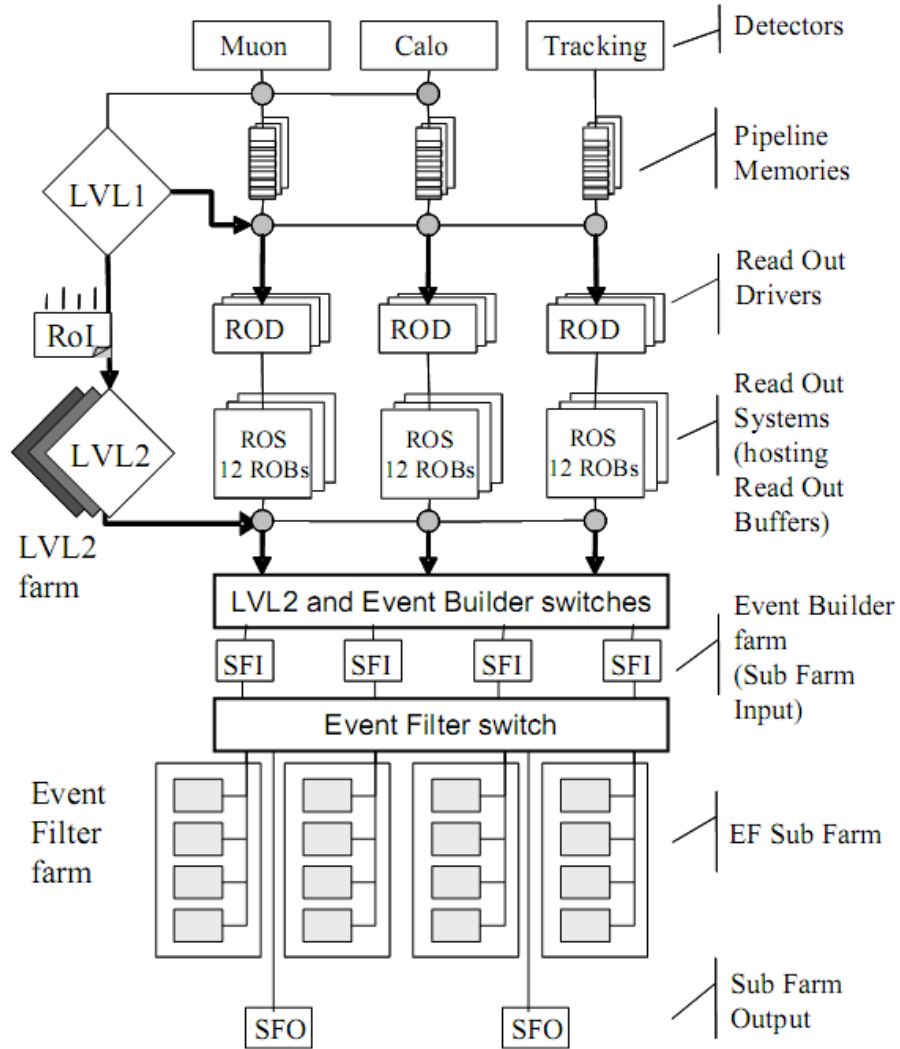 Muon
Calo
Tracking
Detectors
Pipeline
Memories
LVL1
Read Out
Drivers
RoI
ROD
ROD
ROD
Read Out
Systems
(hosting
Read Out
Buffers)
LVL2
ROS
12 ROBs
ROS
12 ROBs
ROS
12 ROBs
LVL2
farm
LVL2 and Event Builder switches
Event Builder
farm
(Sub Farm
Input)
SFI
SFI
SFI
SFI
Event Filter switch
Event
Filter
farm
EF Sub Farm
Sub Farm
Output
SFO
SFO